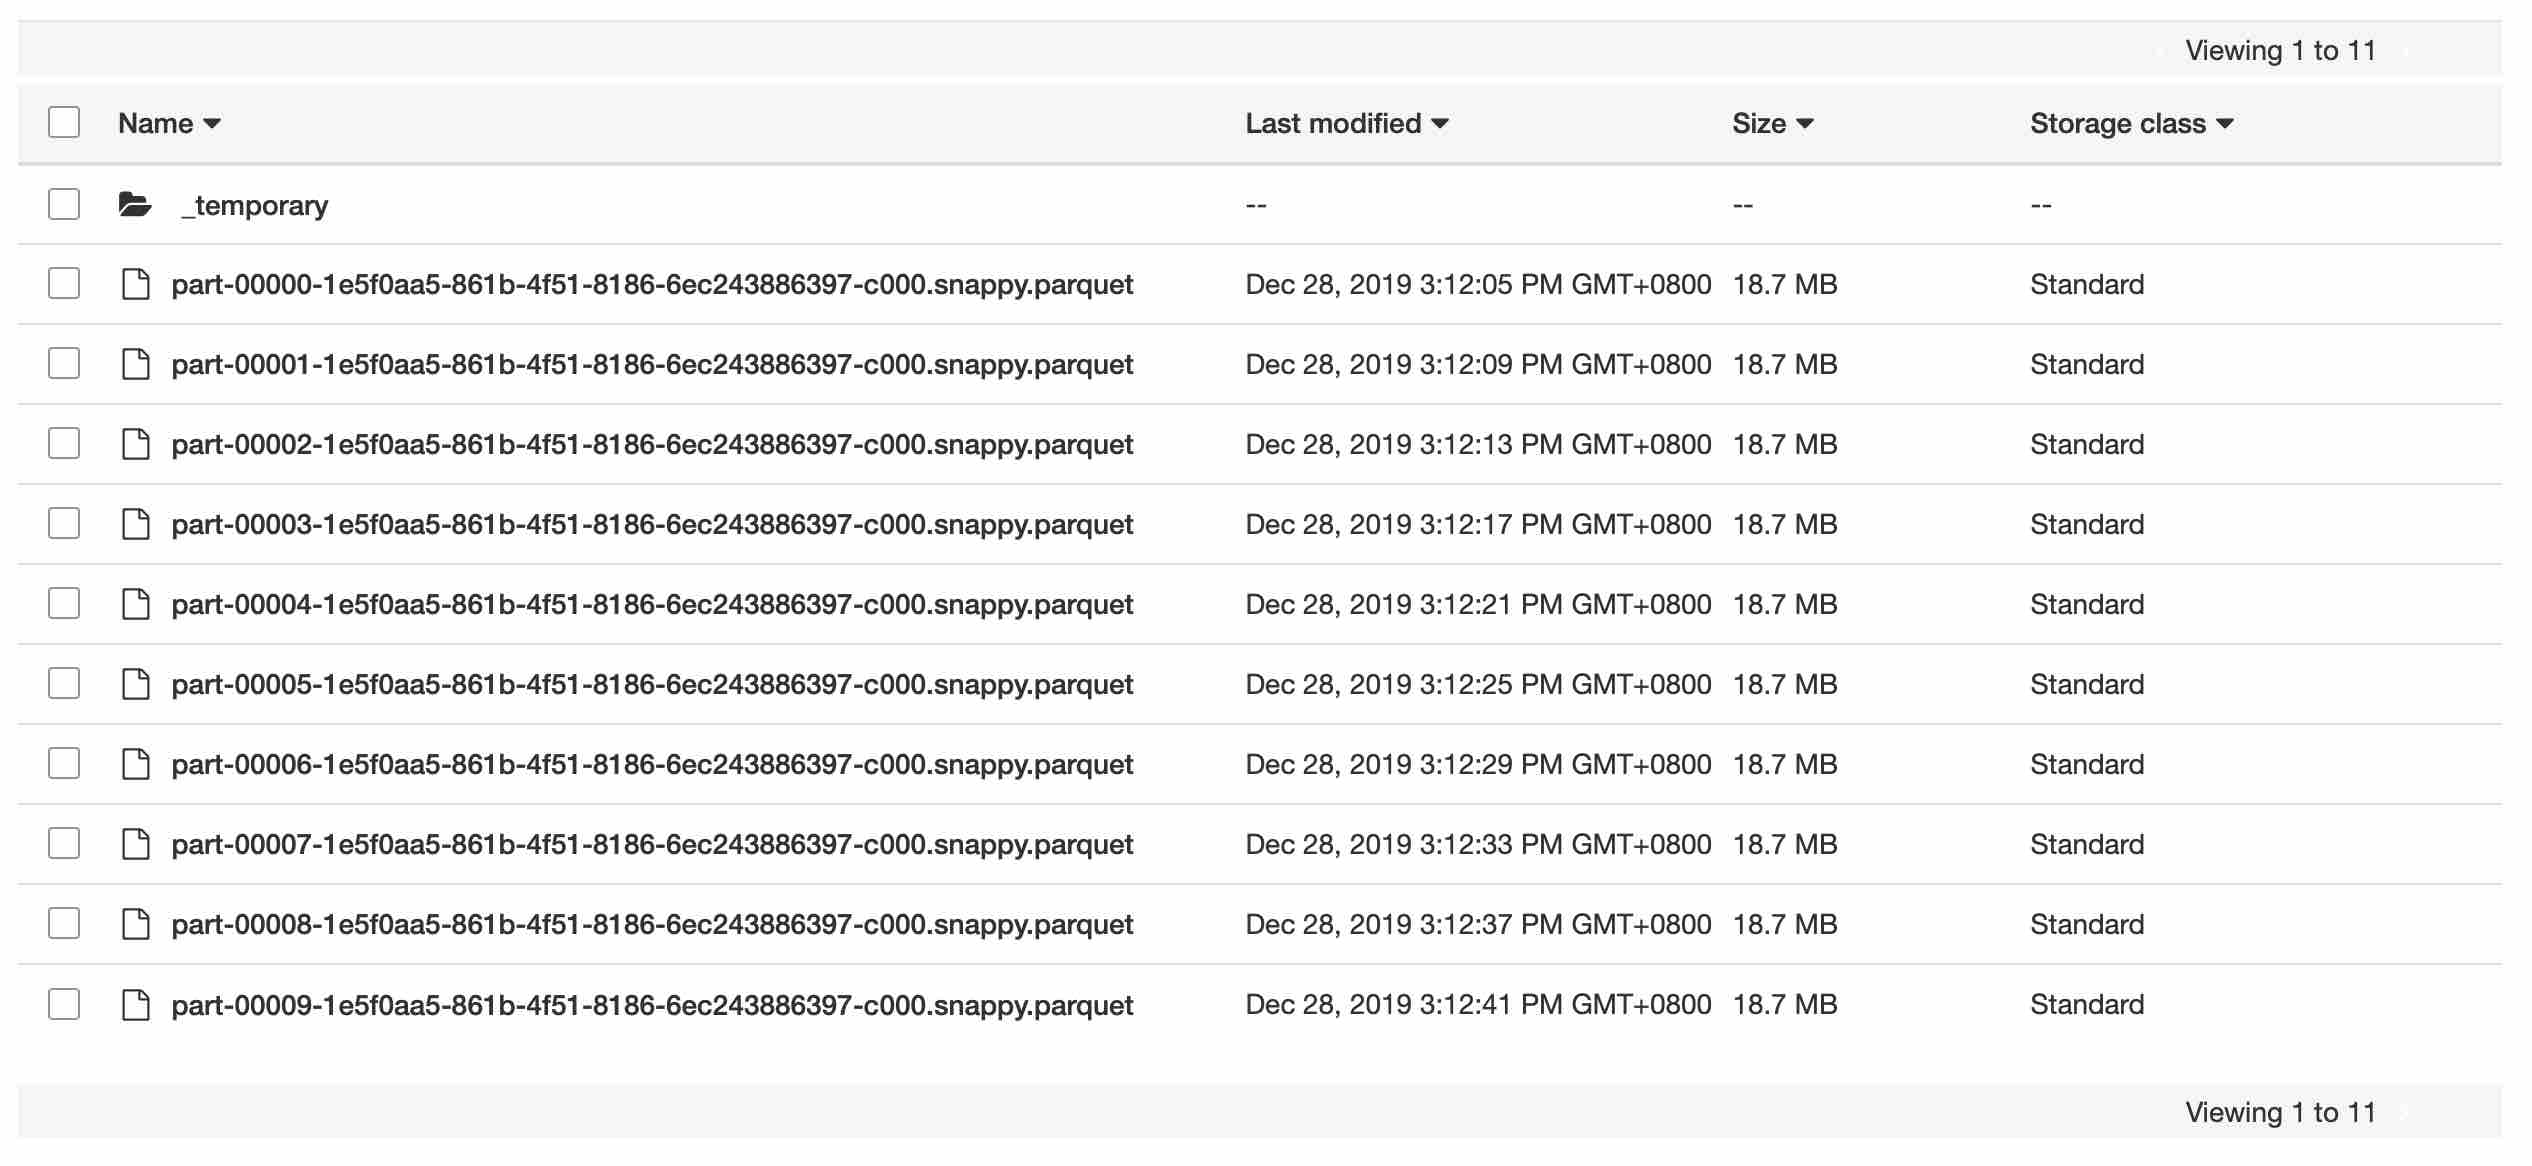 Viewing 1 to 11
Name Last modified Size Storage class
_temporary -- -- --
part-00000-1e5f0aa5-861b-4f51-8186-6ec243886397-c000.snappy.parquet Dec 28, 2019 3:12:05 PM GMT+0800 18.7 MB Standard
part-00001-1e5f0aa5-861b-4f51-8186-6ec243886397-c000.snappy.parquet Dec 28, 2019 3:12:09 PM GMT+0800 18.7 MB Standard
part-00002-1e5f0aa5-861b-4f51-8186-6ec243886397-c000.snappy.parquet Dec 28, 2019 3:12:13 PM GMT+0800 18.7 MB Standard
part-00003-1e5f0aa5-861b-4f51-8186-6ec243886397-c000.snappy.parquet Dec 28, 2019 3:12:17 PM GMT+0800 18.7 MB Standard
part-00004-1e5f0aa5-861b-4f51-8186-6ec243886397-c000.snappy.parquet Dec 28, 2019 3:12:21 PM GMT+0800 18.7 MB Standard
part-00005-1e5f0aa5-861b-4f51-8186-6ec243886397-c000.snappy.parquet Dec 28, 2019 3:12:25 PM GMT+0800 18.7 MB Standard
part-00006-1e5f0aa5-861b-4f51-8186-6ec243886397-c000.snappy.parquet Dec 28, 2019 3:12:29 PM GMT+0800 18.7 MB Standard
part-00007-1e5f0aa5-861b-4f51-8186-6ec243886397-c000.snappy.parquet Dec 28, 2019 3:12:33 PM GMT+0800 18.7 MB Standard
part-00008-1e5f0aa5-861b-4f51-8186-6ec243886397-c000.snappy.parquet Dec 28, 2019 3:12:37 PM GMT+0800 18.7 MB Standard
part-00009-1e5f0aa5-861b-4f51-8186-6ec243886397-c000.snappy.parquet Dec 28, 2019 3:12:41 PM GMT+0800 18.7 MB Standard
Viewing 1 to 11